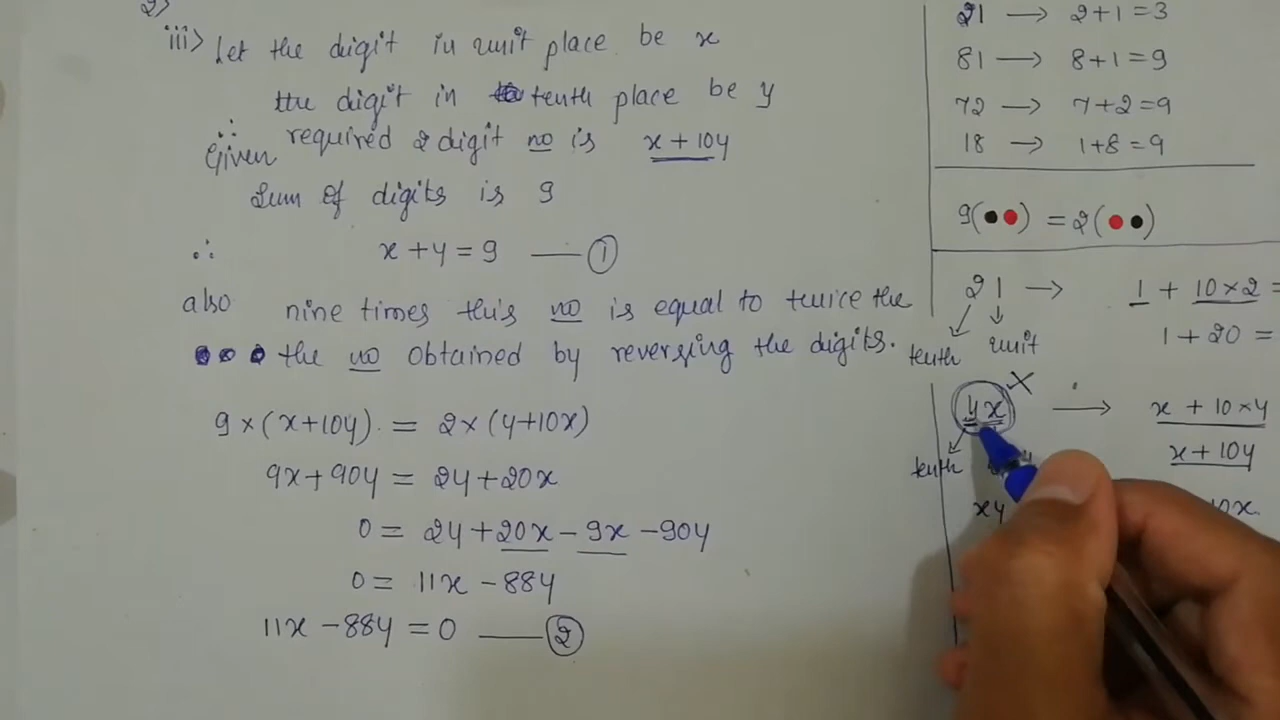 2)
iii) Let the digit in unit place be x
the digit in tenth place be y
∴ required 2 digit no is x + 10y
Given
Sum of digits is 9
∴ x + y = 9 —— ①
also nine times this no is equal to twice the
the no obtained by reversing the digits.
9 × (x+10y) = 2 × (y+10x)
9x + 90y = 2y + 20x
0 = 2y + 20x - 9x - 90y
0 = 11x - 88y
11x - 88y = 0 —— ②
21 → 2+1 = 3
81 → 8+1 = 9
72 → 7+2 = 9
18 → 1+8 = 9
9(●●) = 2(●●)
21 → 1 + 10×2 =
1 + 20 =
tenth unit
yx × → x + 10×y
tenth x + 10y
xy 0x